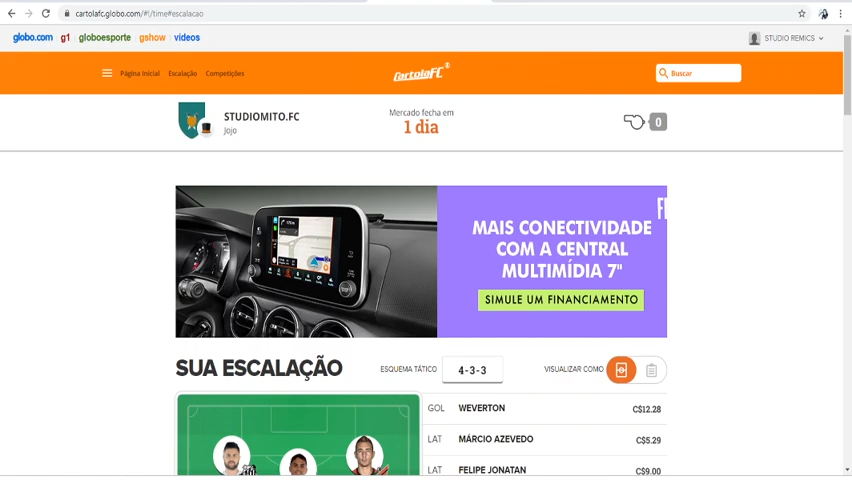 cartolafc.globo.com/#!/time#escalacao
globo.com g1 globoesporte gshow vídeos STUDIO REMICS
Página Inicial Escalação Competições CartolaFC Buscar
STUDIOMITO.FC
Jojo
Mercado fecha em
1 dia
0
MAIS CONECTIVIDADE
COM A CENTRAL
MULTIMÍDIA 7"
SIMULE UM FINANCIAMENTO
SUA ESCALAÇÃO ESQUEMA TÁTICO 4-3-3 VISUALIZAR COMO
GOL WEVERTON C$12.28
LAT MÁRCIO AZEVEDO C$5.29
LAT FELIPE JONATAN C$9.00